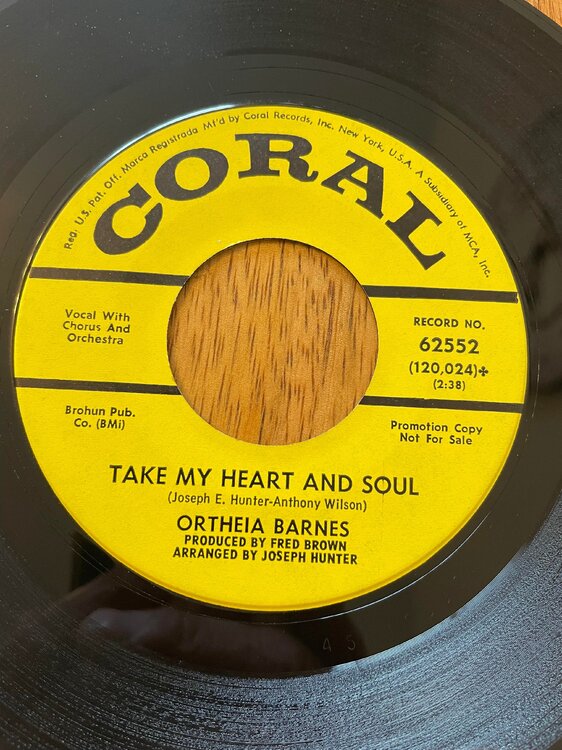 Reg. U.S. Pat. Off. Marca Registrada Mf'd by Coral Records, Inc. New York, U.S.A. A Subsidiary of MCA, Inc.
CORAL
Vocal With
Chorus And
Orchestra
RECORD NO.
62552
(120,024)+
(2:38)
Brohun Pub.
Co. (BMi)
Promotion Copy
Not For Sale
TAKE MY HEART AND SOUL
(Joseph E. Hunter-Anthony Wilson)
ORTHEIA BARNES
PRODUCED BY FRED BROWN
ARRANGED BY JOSEPH HUNTER
45